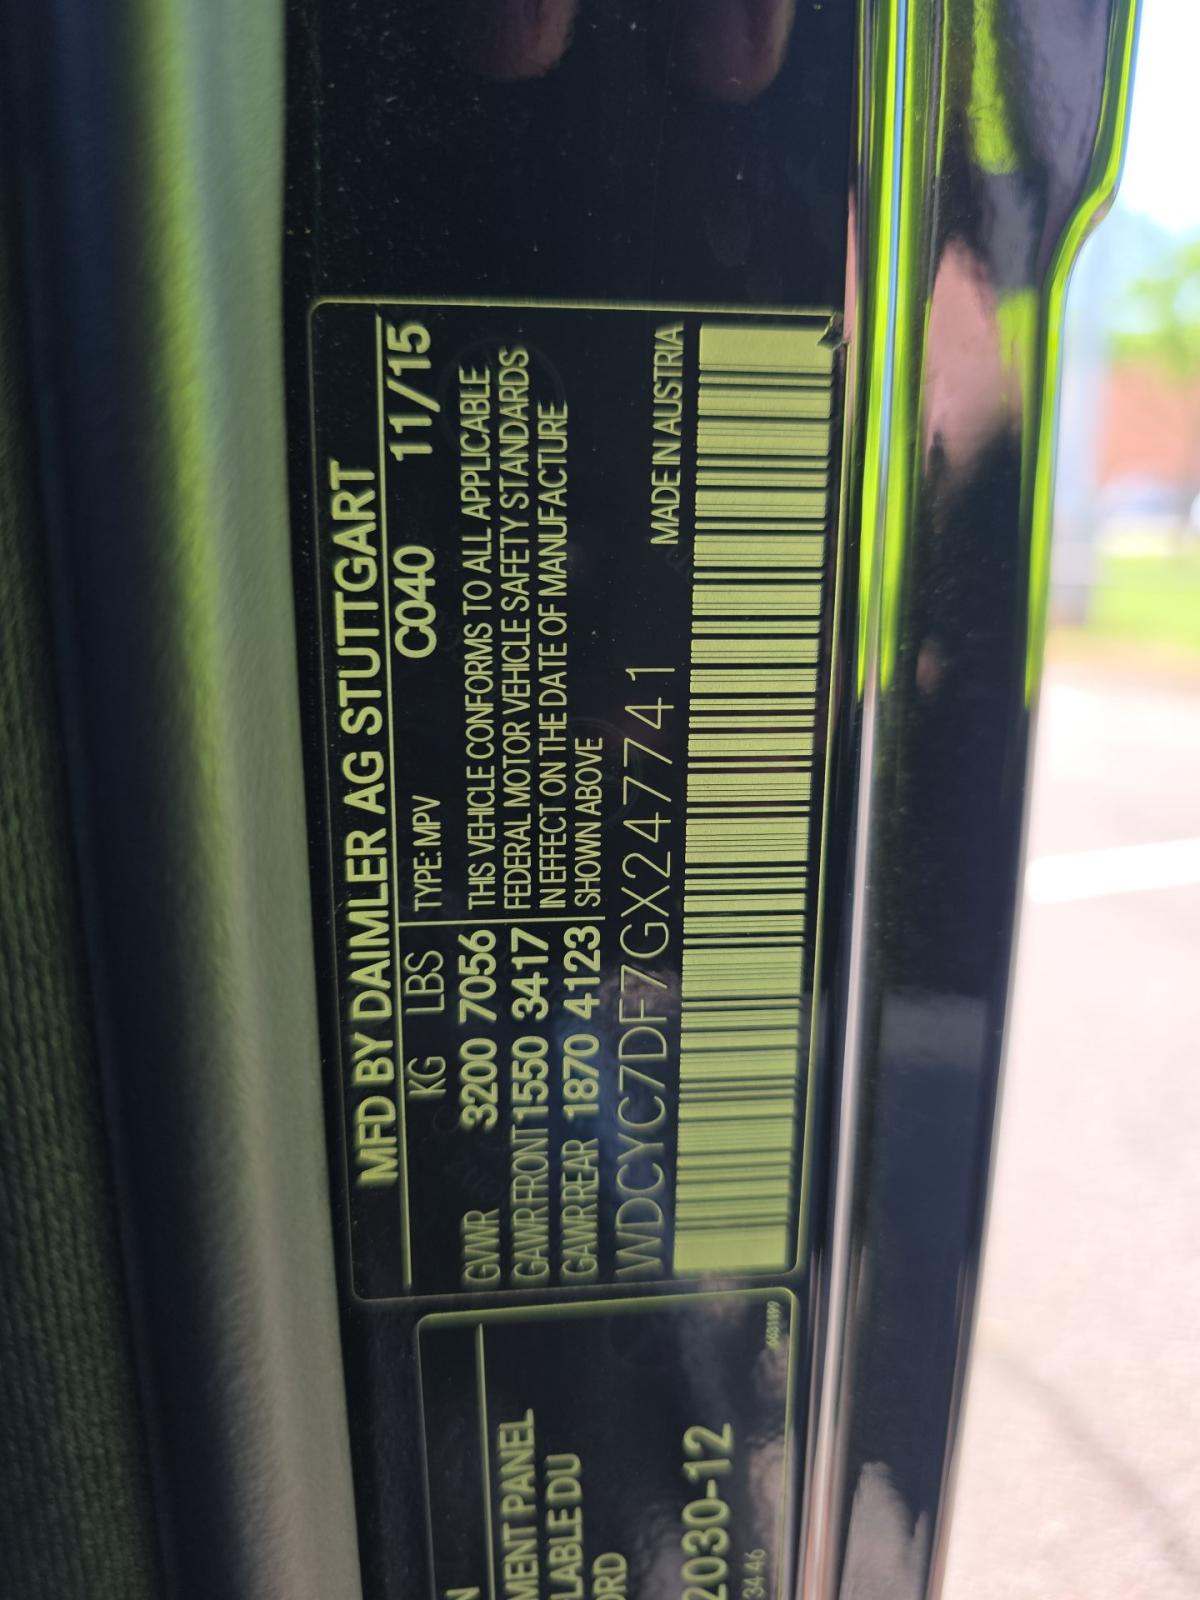 MFD BY DAIMLER AG STUTTGART
KG LBS TYPE: MPV C040 11/15
GVWR 3200 7056
GAWR FRONT 1550 3417
GAWR REAR 1870 4123
THIS VEHICLE CONFORMS TO ALL APPLICABLE
FEDERAL MOTOR VEHICLE SAFETY STANDARDS
IN EFFECT ON THE DATE OF MANUFACTURE
SHOWN ABOVE
WDCYC7DF7GX247741 MADE IN AUSTRIA
N
MENT PANEL
LABLE DU
ORD
2030-12
3446